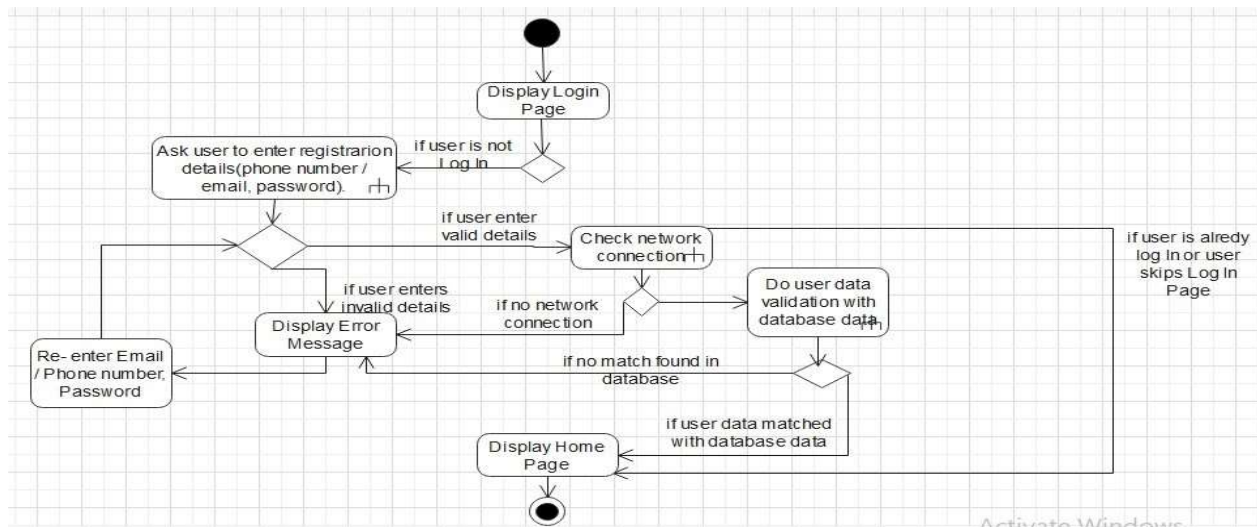 Display Login
Page
if user is not
Log In
Ask user to enter registrarion
details(phone number /
email, password).
if user enter
valid details
Check network
connection
if user is alredy
log In or user
skips Log In
Page
Do user data
validation with
database data
if user enters
invalid details
if no network
connection
Display Error
Message
Re- enter Email
/ Phone number,
Password
if no match found in
database
if user data matched
with database data
Display Home
Page
Activate Windows